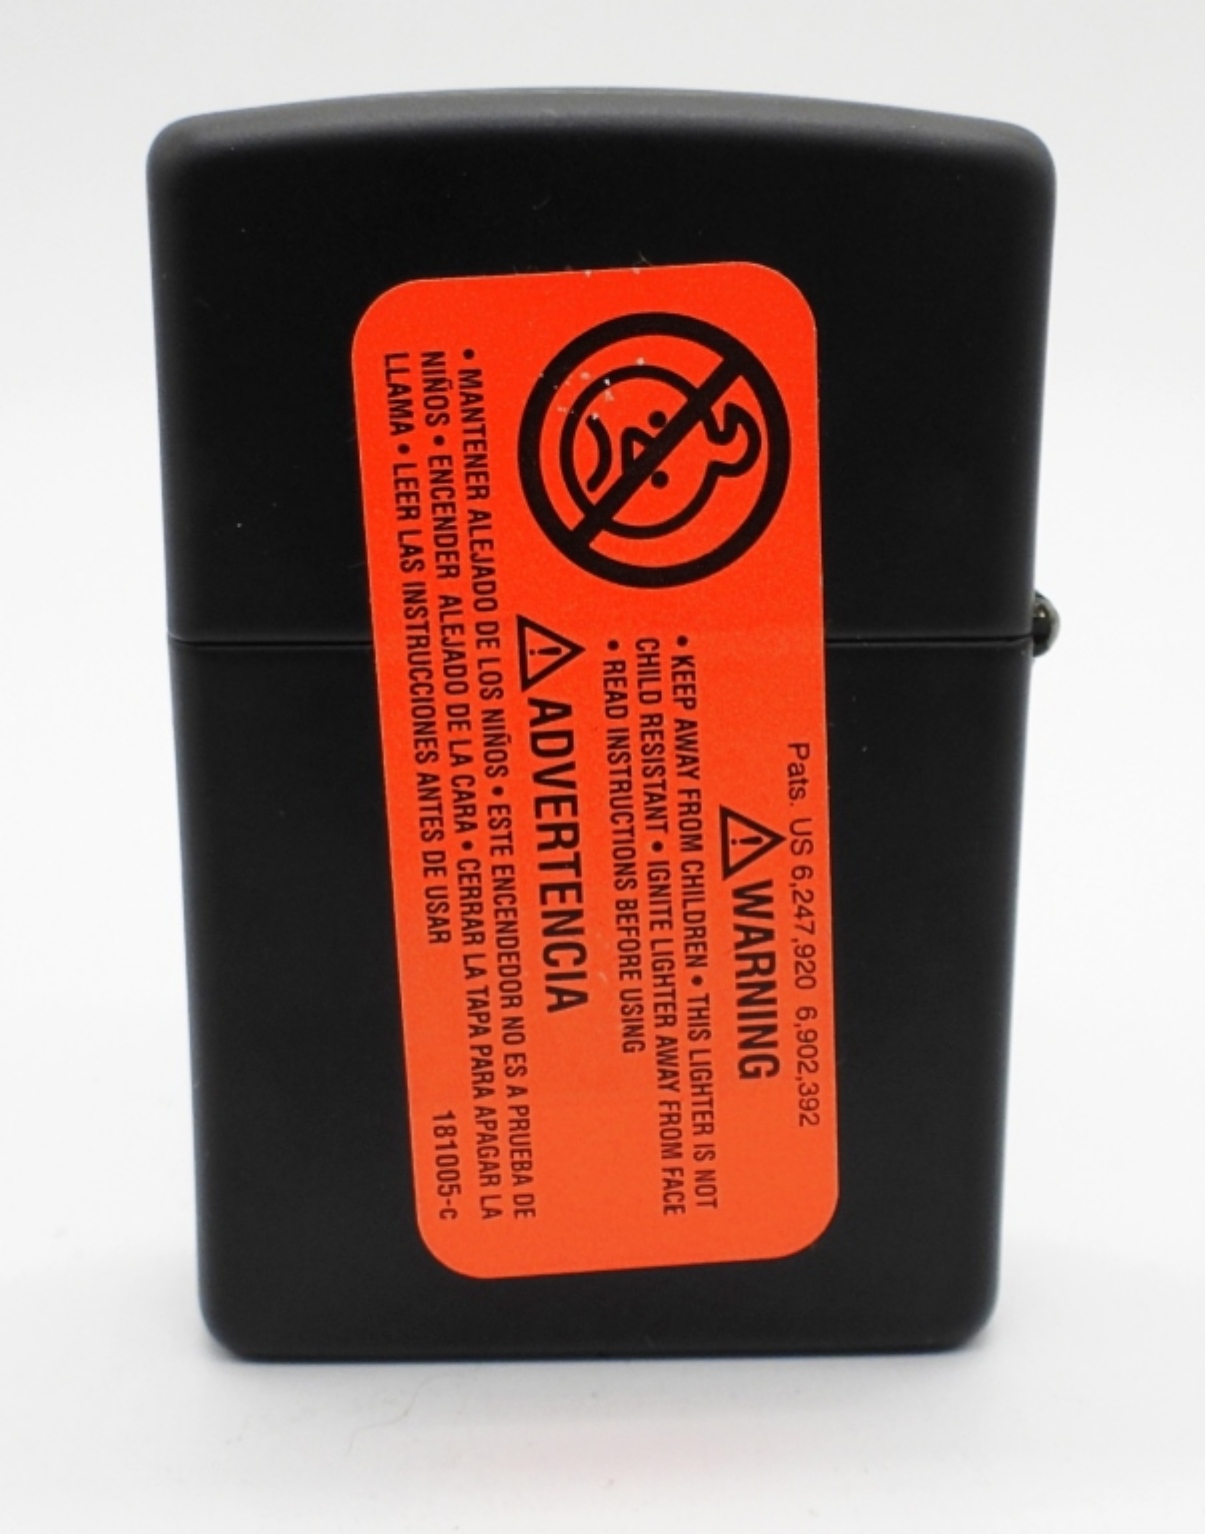 Pats. US 6,247,920 6,902,392
WARNING
• KEEP AWAY FROM CHILDREN • THIS LIGHTER IS NOT
CHILD RESISTANT • IGNITE LIGHTER AWAY FROM FACE
• READ INSTRUCTIONS BEFORE USING
ADVERTENCIA
• MANTENER ALEJADO DE LOS NIÑOS • ESTE ENCENDEDOR NO ES A PRUEBA DE
NIÑOS • ENCENDER ALEJADO DE LA CARA • CERRAR LA TAPA PARA APAGAR LA
LLAMA • LEER LAS INSTRUCCIONES ANTES DE USAR
181005-c